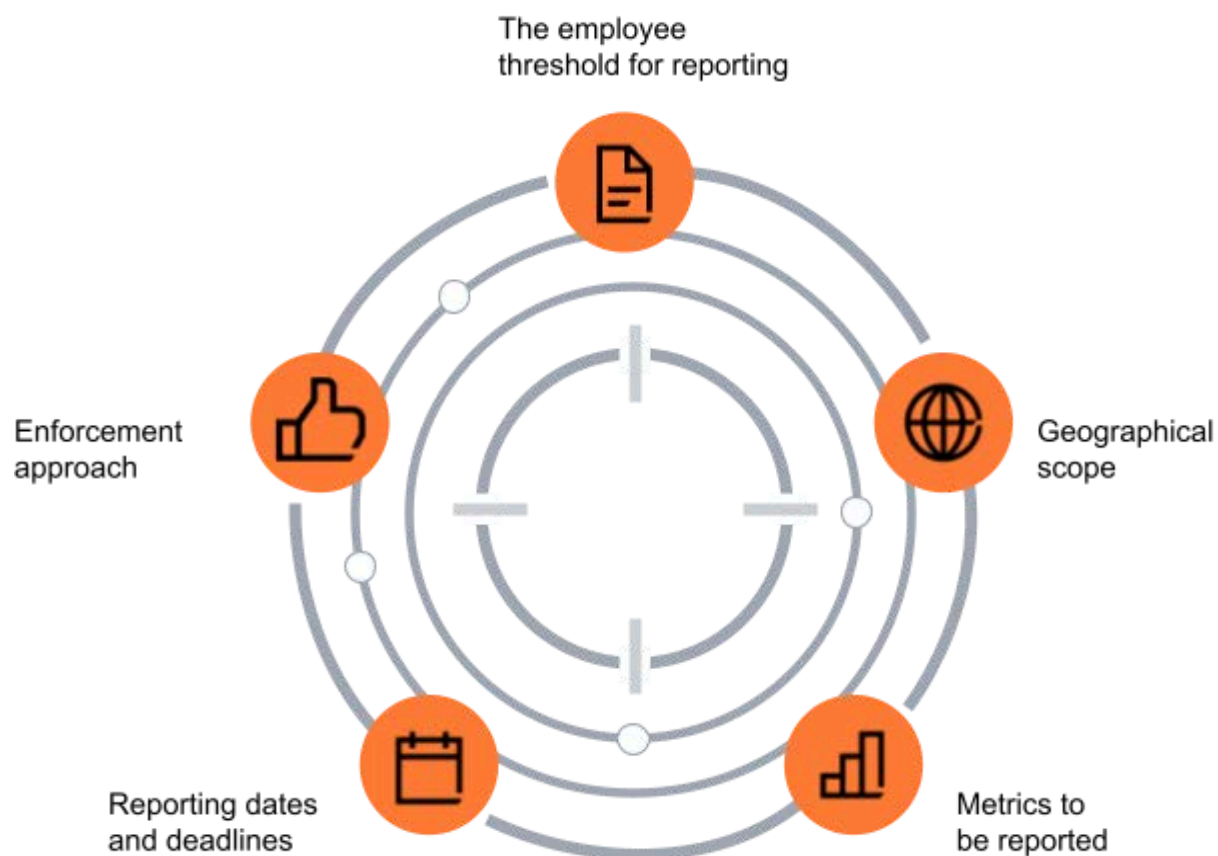 The employee
threshold for reporting
Geographical
scope
Metrics to
be reported
Reporting dates
and deadlines
Enforcement
approach